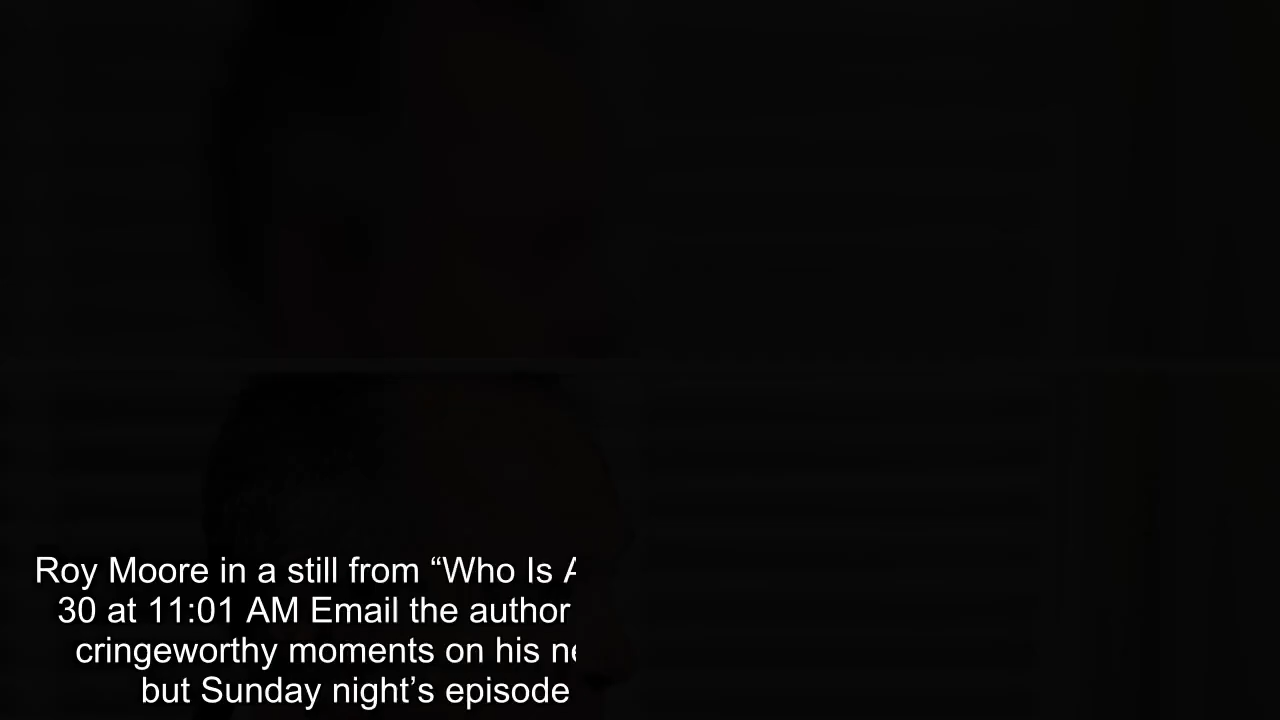 Roy Moore in a still from “Who Is
30 at 11:01 AM Email the author
cringeworthy moments on his
but Sunday night’s episode